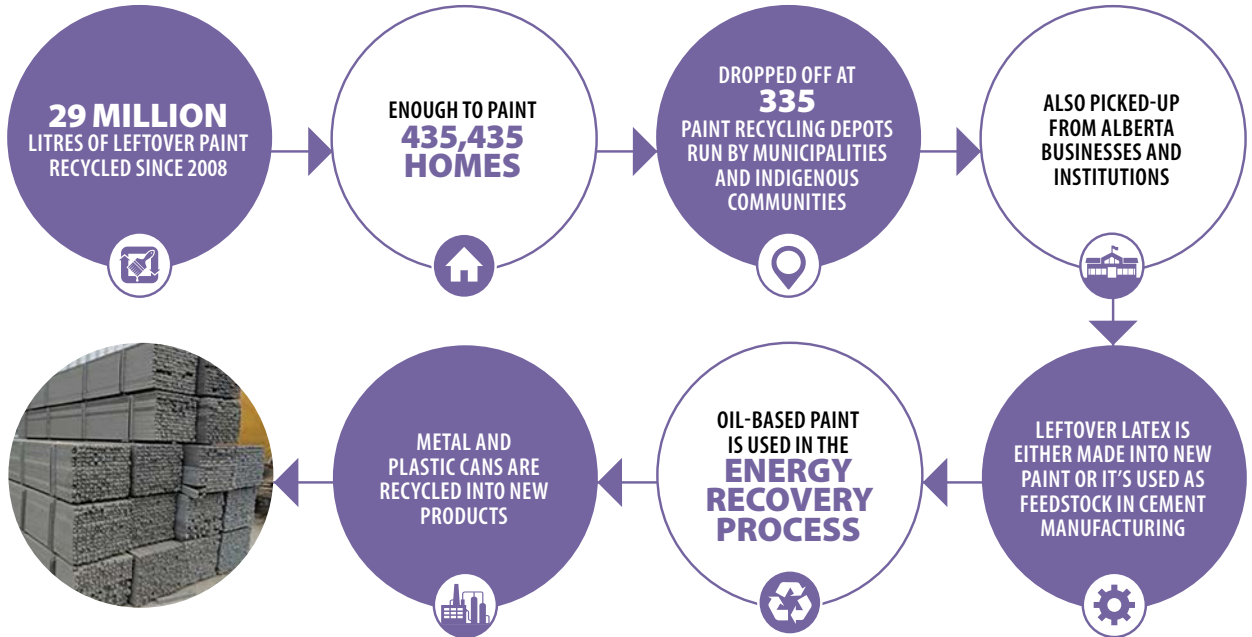 29 MILLION
LITRES OF LEFTOVER PAINT
RECYCLED SINCE 2008
ENOUGH TO PAINT
435,435
HOMES
DROPPED OFF AT
335
PAINT RECYCLING DEPOTS
RUN BY MUNICIPALITIES
AND INDIGENOUS
COMMUNITIES
ALSO PICKED-UP
FROM ALBERTA
BUSINESSES AND
INSTITUTIONS
LEFTOVER LATEX IS
EITHER MADE INTO NEW
PAINT OR IT'S USED AS
FEEDSTOCK IN CEMENT
MANUFACTURING
OIL-BASED PAINT
IS USED IN THE
ENERGY
RECOVERY
PROCESS
METAL AND
PLASTIC CANS ARE
RECYCLED INTO NEW
PRODUCTS